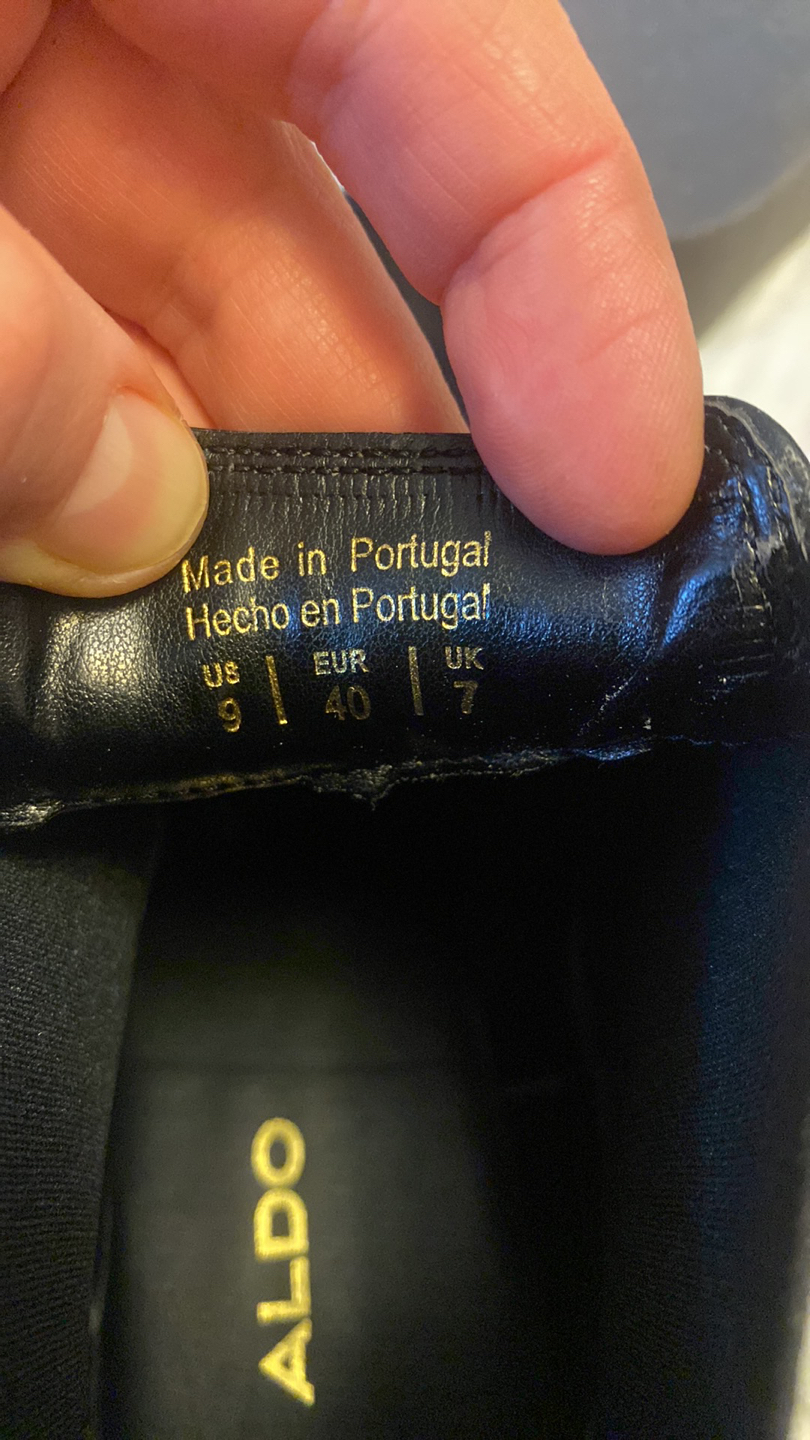 Made in Portugal
Hecho en Portugal
US | EUR | UK
9 | 40 | 7
ALDO